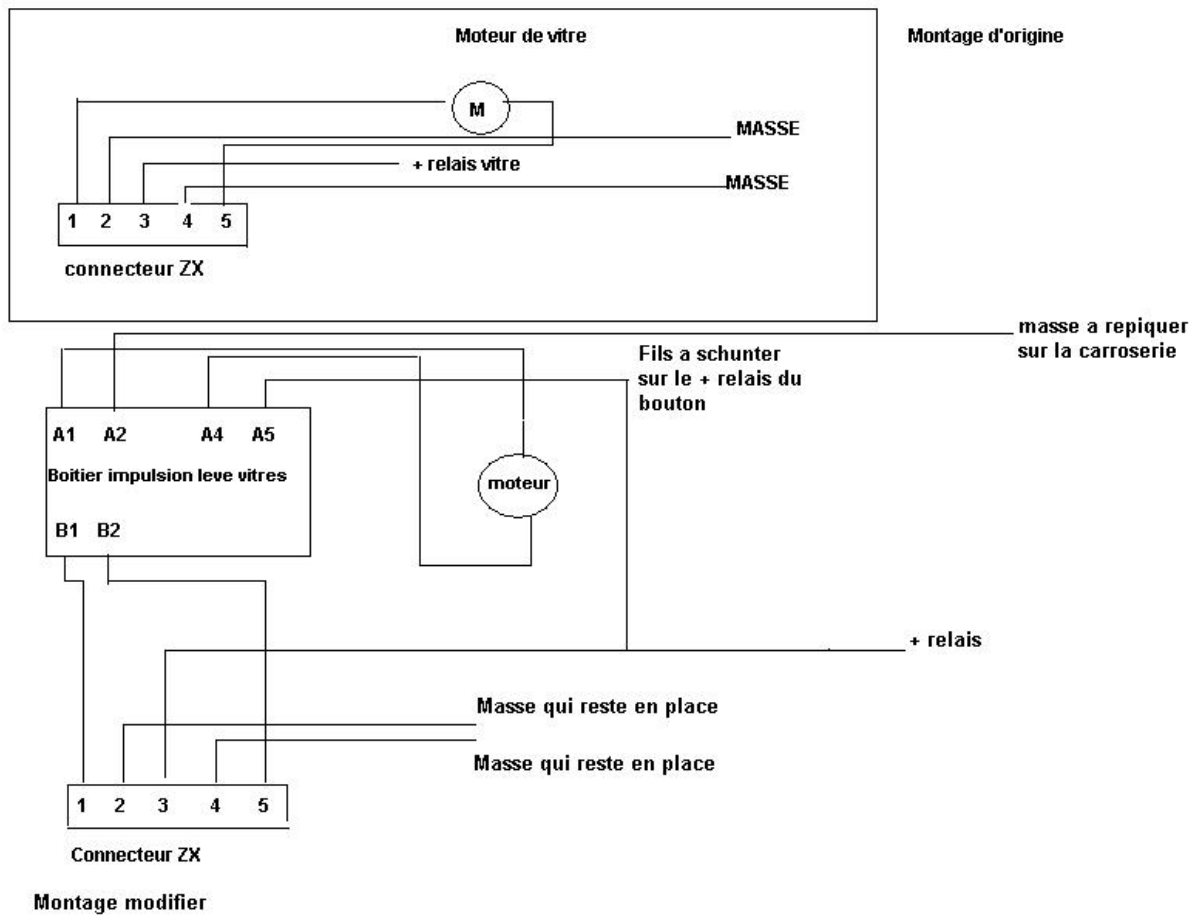 Moteur de vitre
Montage d'origine
M
MASSE
+ relais vitre
MASSE
1 2 3 4 5
connecteur ZX
masse a repiquer
sur la carroserie
Fils a schunter
sur le + relais du
bouton
A1 A2 A4 A5
Boitier impulsion leve vitres
moteur
B1 B2
+ relais
Masse qui reste en place
Masse qui reste en place
1 2 3 4 5
Connecteur ZX
Montage modifier